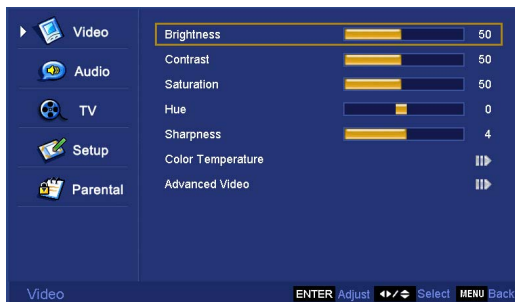 Video
Audio
TV
Setup
Parental
Brightness 50
Contrast 50
Saturation 50
Hue 0
Sharpness 4
Color Temperature
Advanced Video
Video
ENTER Adjust Select MENU Back